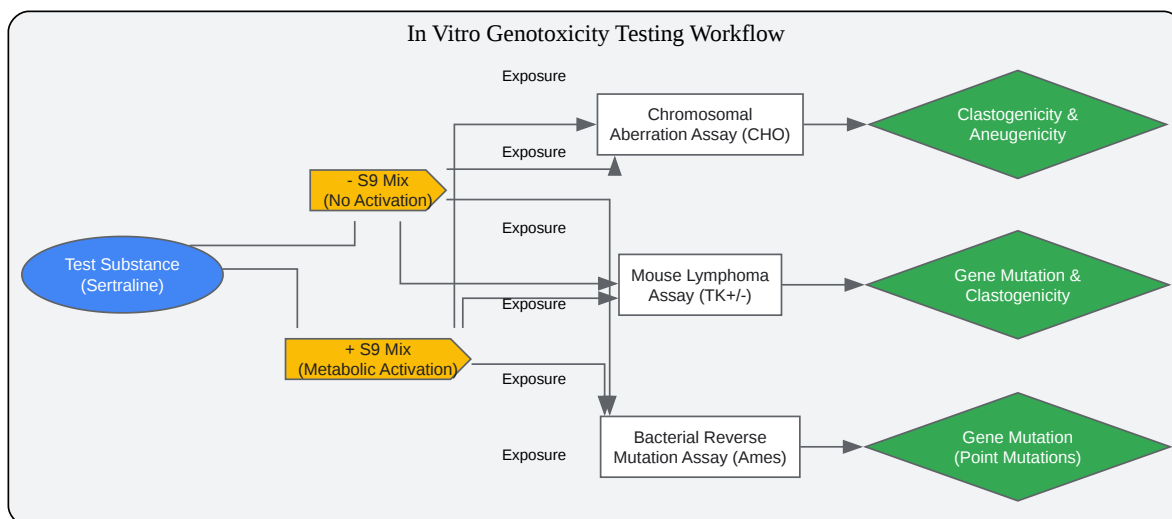 In Vitro Genotoxicity Testing Workflow
Exposure
Chromosomal
Aberration Assay (CHO)
Clastogenicity &
Aneugenicity
Exposure
- S9 Mix
(No Activation)
Exposure
Test Substance
(Sertraline)
Mouse Lymphoma
Assay (TK+/-)
Gene Mutation &
Clastogenicity
Exposure
+ S9 Mix
(Metabolic Activation)
Exposure
Bacterial Reverse
Mutation Assay (Ames)
Gene Mutation
(Point Mutations)
Exposure